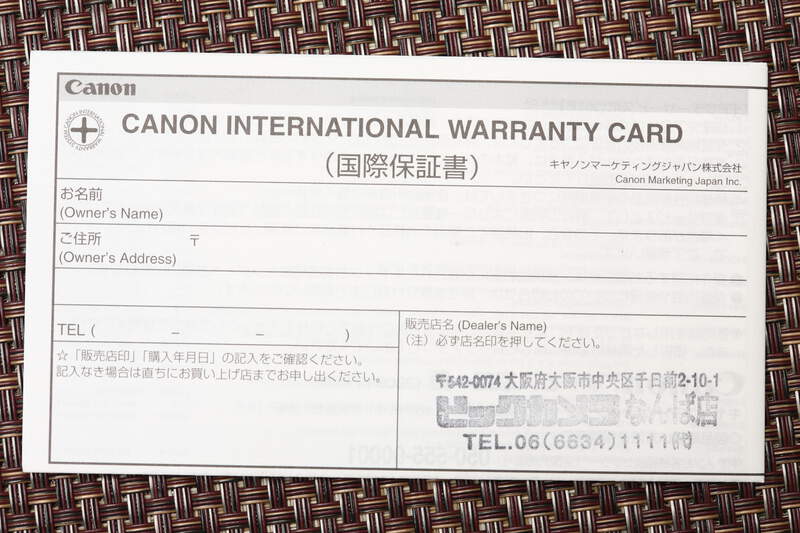 Canon
CANON INTERNATIONAL WARRANTY CARD
CANON INTERNATIONAL WARRANTY SYSTEM
（国際保証書）
キヤノンマーケティングジャパン株式会社
Canon Marketing Japan Inc.
お名前
(Owner's Name)
ご住所 〒
(Owner's Address)
TEL ( – – )
☆「販売店印」「購入年月日」の記入をご確認ください。
記入なき場合は直ちにお買い上げ店までお申し出ください。
販売店名 (Dealer's Name)
（注）必ず店名印を押してください。
〒542-0074 大阪府大阪市中央区千日前2-10-1
ビックカメラ なんば店
TEL.06(6634)1111㈹